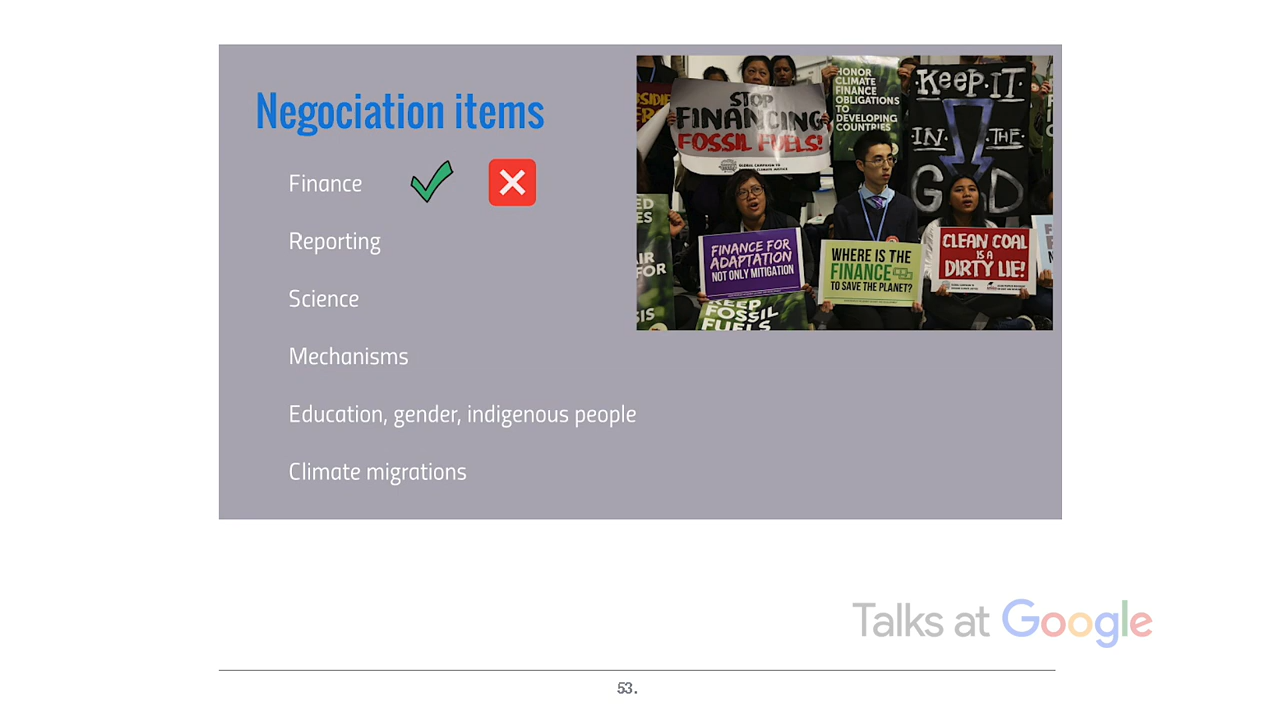 Negociation items
Finance
Reporting
Science
Mechanisms
Education, gender, indigenous people
Climate migrations
STOP
FINANCING
FOSSIL FUELS!
HONOR
CLIMATE
FINANCE
OBLIGATIONS
TO
DEVELOPING
COUNTRIES
KEEP IT
IN THE
FINANCE FOR
ADAPTATION
NOT ONLY MITIGATION
WHERE IS THE
FINANCE
TO SAVE THE PLANET?
CLEAN COAL
IS A
DIRTY LIE!
KEEP
FOSSIL
FUELS
Talks at Google
53.